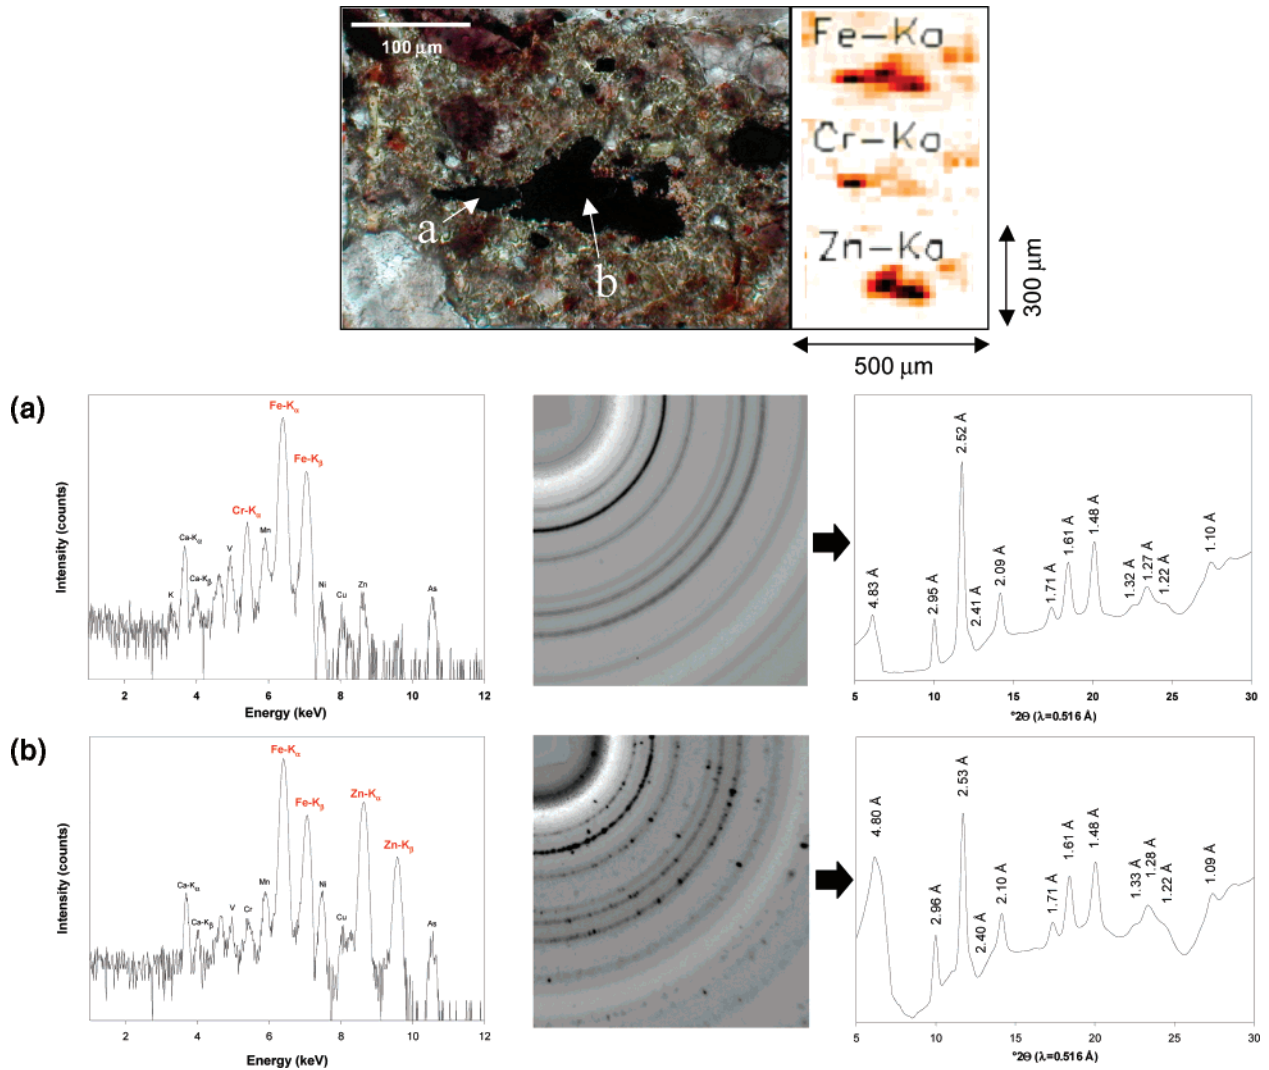 100 µm
a
b
Fe–Ka
Cr–Ka
Zn–Ka
300 µm
500 µm
(a)
Intensity (counts)
K
Ca-Kα
Ca-Kβ
V
Cr-Kα
Mn
Fe-Kα
Fe-Kβ
Ni
Cu
Zn
As
2 4 6 8 10 12
Energy (keV)
4.83 Å
2.95 Å
2.52 Å
2.41 Å
2.09 Å
1.71 Å
1.61 Å
1.48 Å
1.32 Å
1.27 Å
1.22 Å
1.10 Å
5 10 15 20 25 30
°2Θ (λ=0.516 Å)
(b)
Intensity (counts)
Ca-Kα
Ca-Kβ
V
Cr
Mn
Fe-Kα
Fe-Kβ
Ni
Cu
Zn-Kα
Zn-Kβ
As
2 4 6 8 10 12
Energy (keV)
4.80 Å
2.96 Å
2.53 Å
2.40 Å
2.10 Å
1.71 Å
1.61 Å
1.48 Å
1.33 Å
1.28 Å
1.22 Å
1.09 Å
5 10 15 20 25 30
°2Θ (λ=0.516 Å)